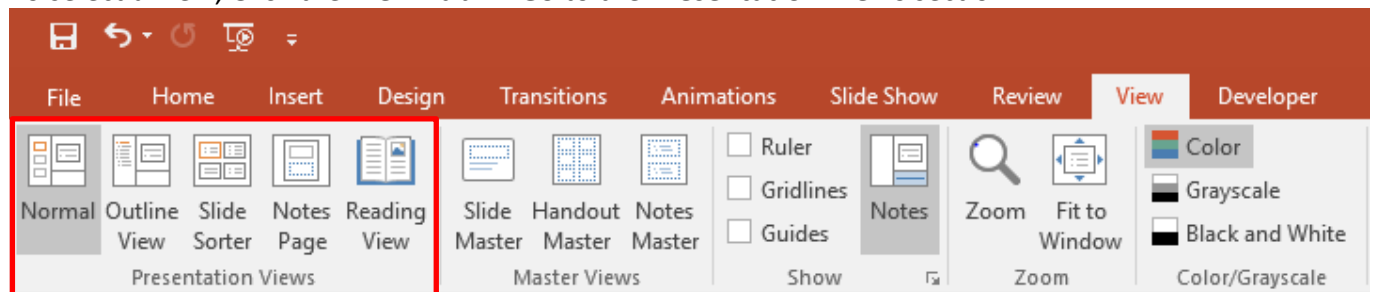 File Home Insert Design Transitions Animations Slide Show Review View Developer
Normal Outline View Slide Sorter Notes Page Reading View
Presentation Views
Slide Master Handout Master Notes Master
Master Views
Ruler
Gridlines
Guides
Notes
Show
Zoom Fit to Window
Zoom
Color
Grayscale
Black and White
Color/Grayscale